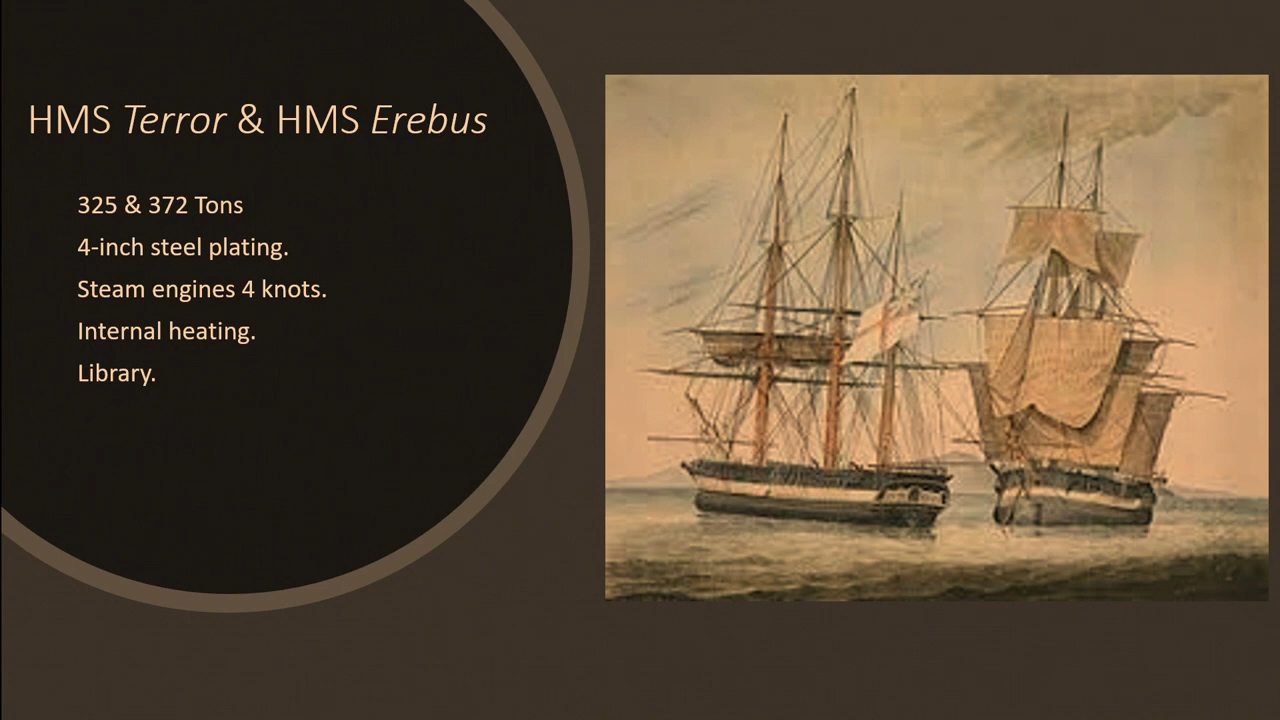 HMS Terror & HMS Erebus
325 & 372 Tons
4-inch steel plating.
Steam engines 4 knots.
Internal heating.
Library.